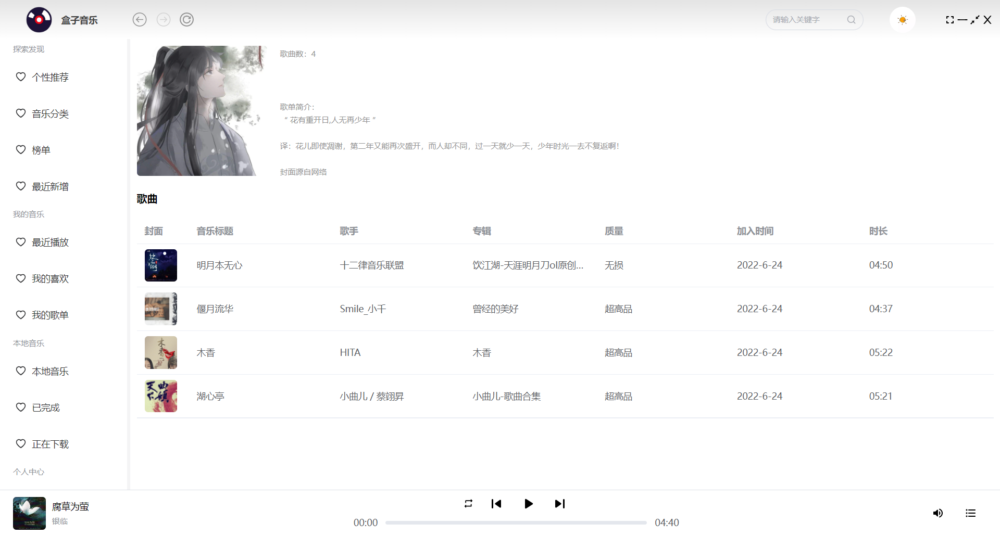 盒子音乐
请输入关键字
探索发现
个性推荐
音乐分类
榜单
最近新增
我的音乐
最近播放
我的喜欢
我的歌单
本地音乐
本地音乐
已完成
正在下载
个人中心
歌曲数：4
歌单简介：
“ 花有重开日,人无再少年 ”
译：花儿即使凋谢，第二年又能再次盛开，而人却不同，过一天就少一天，少年时光一去不复返啊！
封面源自网络
歌曲
封面 音乐标题 歌手 专辑 质量 加入时间 时长
明月本无心 十二律音乐联盟 饮江湖-天涯明月刀ol原创... 无损 2022-6-24 04:50
偃月流华 Smile_小千 曾经的美好 超高品 2022-6-24 04:37
木香 HITA 木香 超高品 2022-6-24 05:22
湖心亭 小曲儿 / 蔡翊昇 小曲儿-歌曲合集 超高品 2022-6-24 05:21
腐草为萤
银临
00:00 04:40